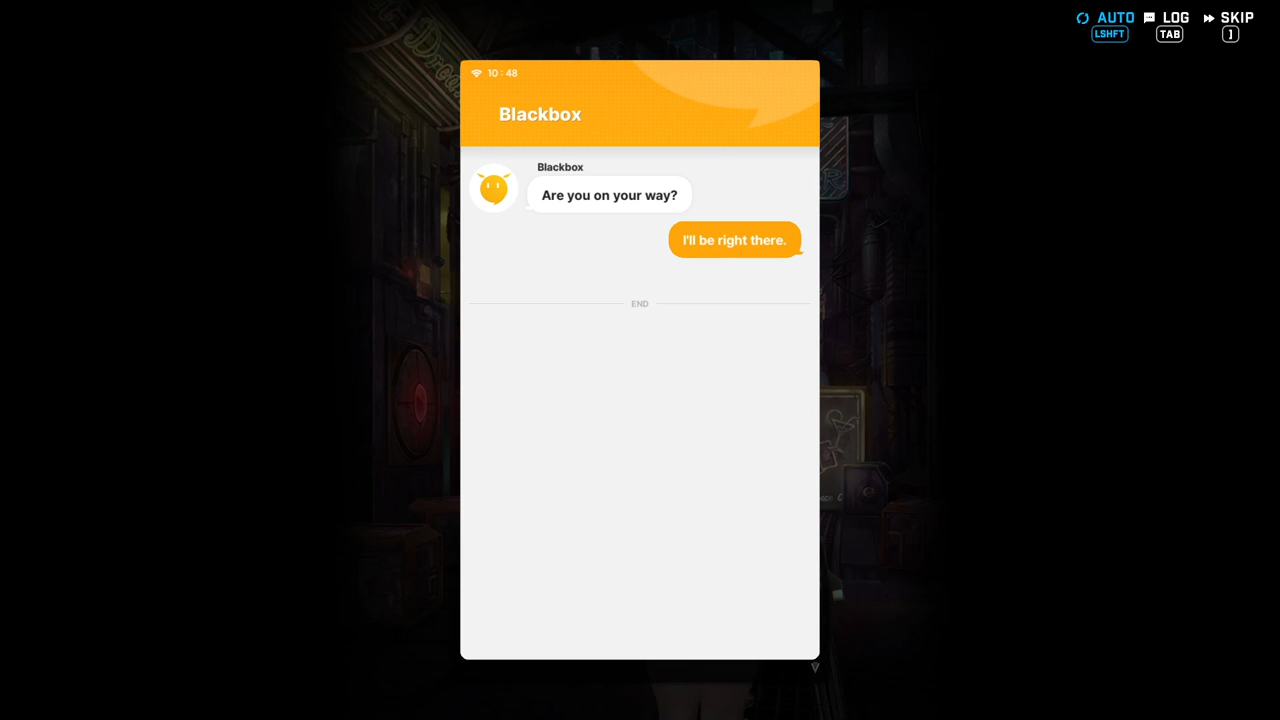 AUTO LOG SKIP
LSHFT TAB ]
10 : 48
Blackbox
Blackbox
Are you on your way?
I'll be right there.
END